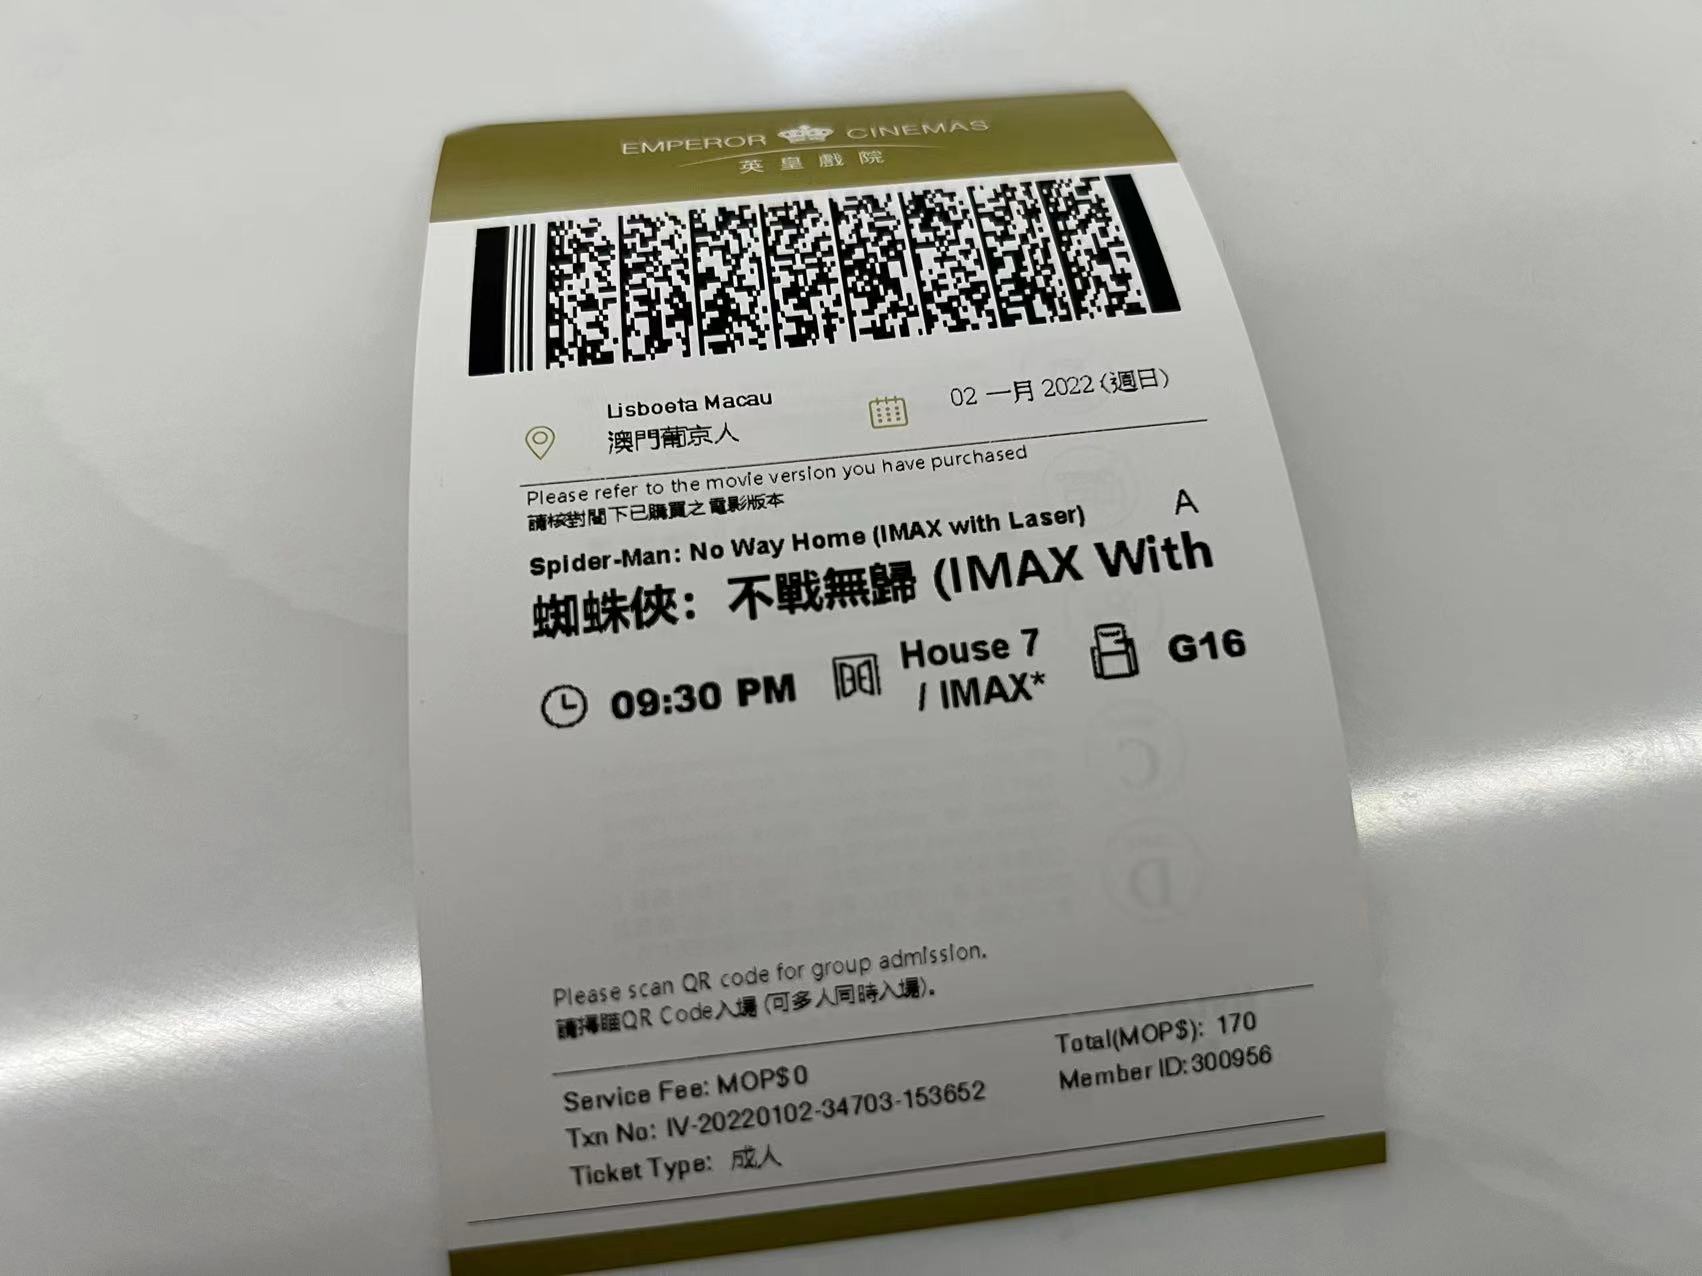 EMPEROR CINEMAS
英皇戲院
Lisboeta Macau
澳門葡京人
02 一月 2022 (週日)
Please refer to the movie version you have purchased
請核對閣下已購買之電影版本
A
Spider-Man: No Way Home (IMAX with Laser)
蜘蛛俠：不戰無歸 (IMAX With
09:30 PM
House 7
/ IMAX*
G16
Please scan QR code for group admission.
請掃瞄QR Code入場 (可多人同時入場)。
Service Fee: MOP$0
Total(MOP$): 170
Txn No: IV-20220102-34703-153652
Member ID:300956
Ticket Type: 成人